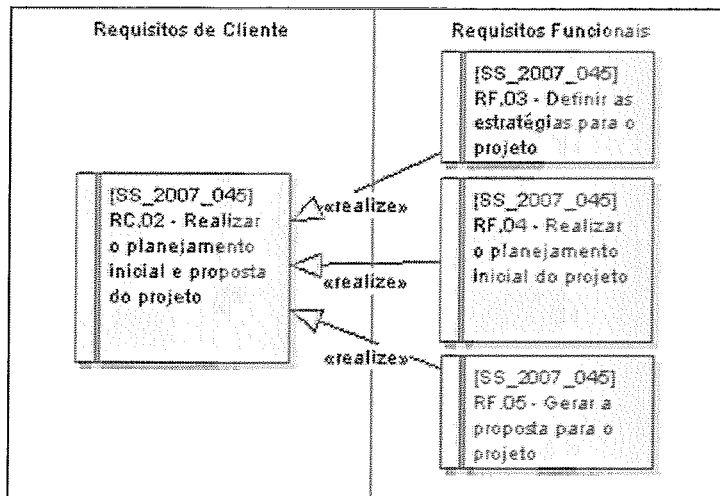 Requisitos de Cliente
Requisitos Funcionais
[SS_2007_045]
RF.03 - Definir as
estratégias para o
projeto
[SS_2007_045]
RC.02 - Realizar
o planejamento
inicial e proposta
do projeto
«realize»
«realize»
«realize»
[SS_2007_045]
RF.04 - Realizar
o planejamento
inicial do projeto
[SS_2007_045]
RF.05 - Gerar a
proposta para o
projeto